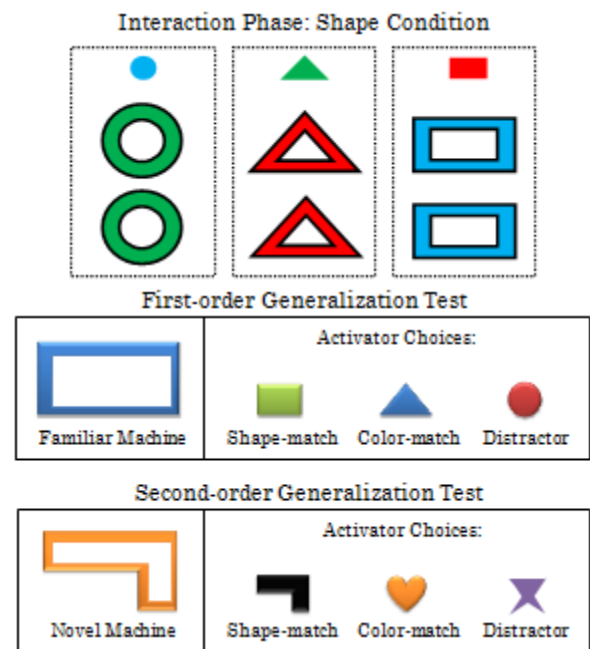 Interaction Phase: Shape Condition
First-order Generalization Test
Activator Choices:
Familiar Machine
Shape-match Color-match Distractor
Second-order Generalization Test
Activator Choices:
Novel Machine
Shape-match Color-match Distractor